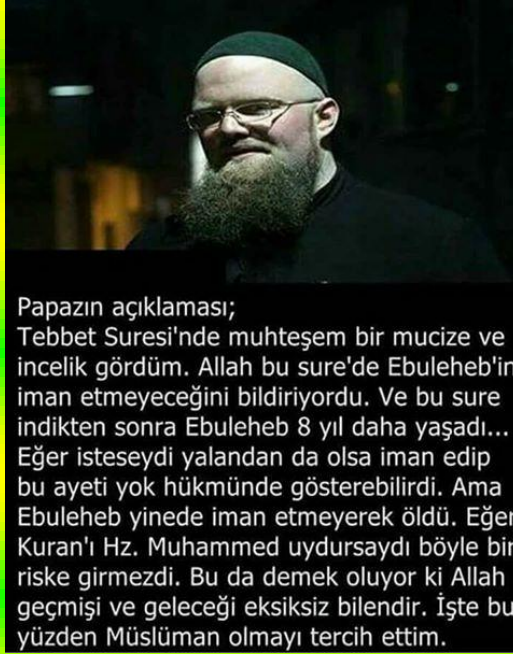 Papazın açıklaması;
Tebbet Suresi'nde muhteşem bir mucize ve
incelik gördüm. Allah bu sure'de Ebuleheb'in
iman etmeyeceğini bildiriyordu. Ve bu sure
indikten sonra Ebuleheb 8 yıl daha yaşadı...
Eğer isteseydi yalandan da olsa iman edip
bu ayeti yok hükmünde gösterebilirdi. Ama
Ebuleheb yinede iman etmeyerek öldü. Eğer
Kuran'ı Hz. Muhammed uydursaydı böyle bir
riske girmezdi. Bu da demek oluyor ki Allah
geçmişi ve geleceği eksiksiz bilendir. İşte bu
yüzden Müslüman olmayı tercih ettim.